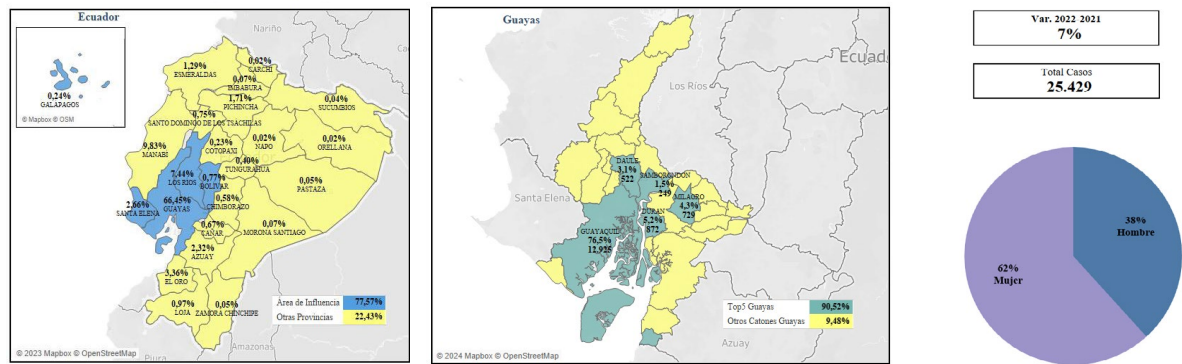 Ecuador
Nariño
0,24%
GALAPAGOS
© Mapbox © OSM
1,29%
ESMERALDAS
0,02%
CARCHI
0,07%
IMBABURA
1,71%
PICHINCHA
0,04%
SUCUMBIOS
0,75%
SANTO DOMINGO DE LOS TSACHILAS
9,83%
MANABI
0,23%
COTOPAXI
0,02%
NAPO
0,02%
ORELLANA
0,40%
TUNGURAHUA
7,44%
LOS RIOS
0,77%
BOLIVAR
0,05%
PASTAZA
2,66%
SANTA ELENA
66,45%
GUAYAS
0,58%
CHIMBORAZO
0,67%
CAÑAR
0,07%
MORONA SANTIAGO
2,32%
AZUAY
3,36%
EL ORO
0,97%
LOJA
0,05%
ZAMORA CHINCHIPE
Área de Influencia 77,57%
Otras Provincias 22,43%
Piura
Amazonas
© 2023 Mapbox © OpenStreetMap
Guayas
Ecuad
Los Ríos
Santa Elena
DAULE
3,1%
522
SAMBORONDON
1,5%
249
MILAGRO
4,3%
729
DURAN
5,2%
872
GUAYAQUIL
76,5%
12,925
Top5 Guayas 90,52%
Otros Catones Guayas 9,48%
Azuay
© 2024 Mapbox © OpenStreetMap
Var. 2022-2021
7%
Total Casos
25.429
38%
Hombre
62%
Mujer